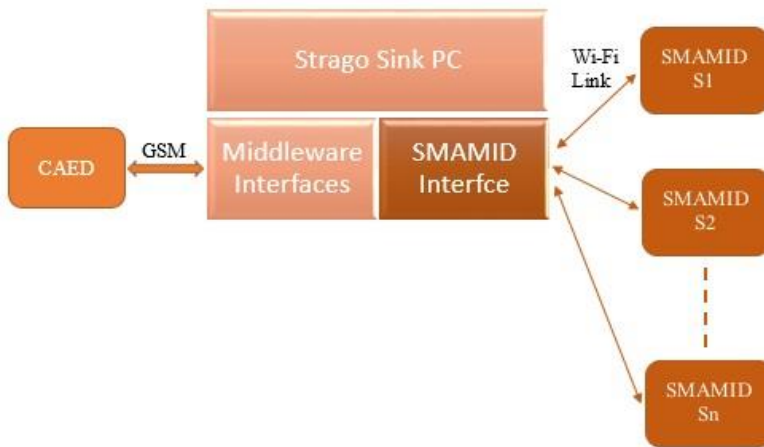 Strago Sink PC
Wi-Fi
Link
SMAMID
S1
CAED
GSM
Middleware
Interfaces
SMAMID
Interfce
SMAMID
S2
SMAMID
Sn